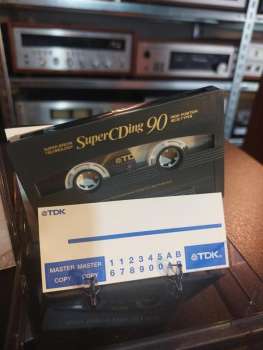 SuperCDing 90
TDK
TDK
MASTER MASTER 1 1 2 3 4 5 A B
COPY COPY 6 7 8 9 0 0 A B
TDK